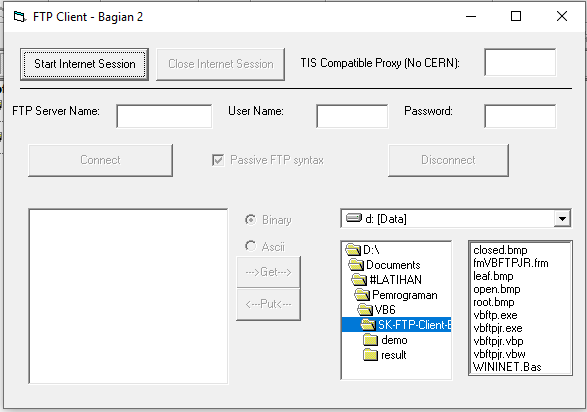 FTP Client - Bagian 2
Start Internet Session
Close Internet Session
TIS Compatible Proxy (No CERN):
FTP Server Name:
User Name:
Password:
Connect
Passive FTP syntax
Disconnect
Binary
Ascii
--->Get--->
<---Put<---
d: [Data]
D:\
Documents
#LATIHAN
Pemrograman
VB6
SK-FTP-Client-
demo
result
closed.bmp
fmVBFTPJR.frm
leaf.bmp
open.bmp
root.bmp
vbftp.exe
vbftpjr.exe
vbftpjr.vbp
vbftpjr.vbw
WININET.Bas